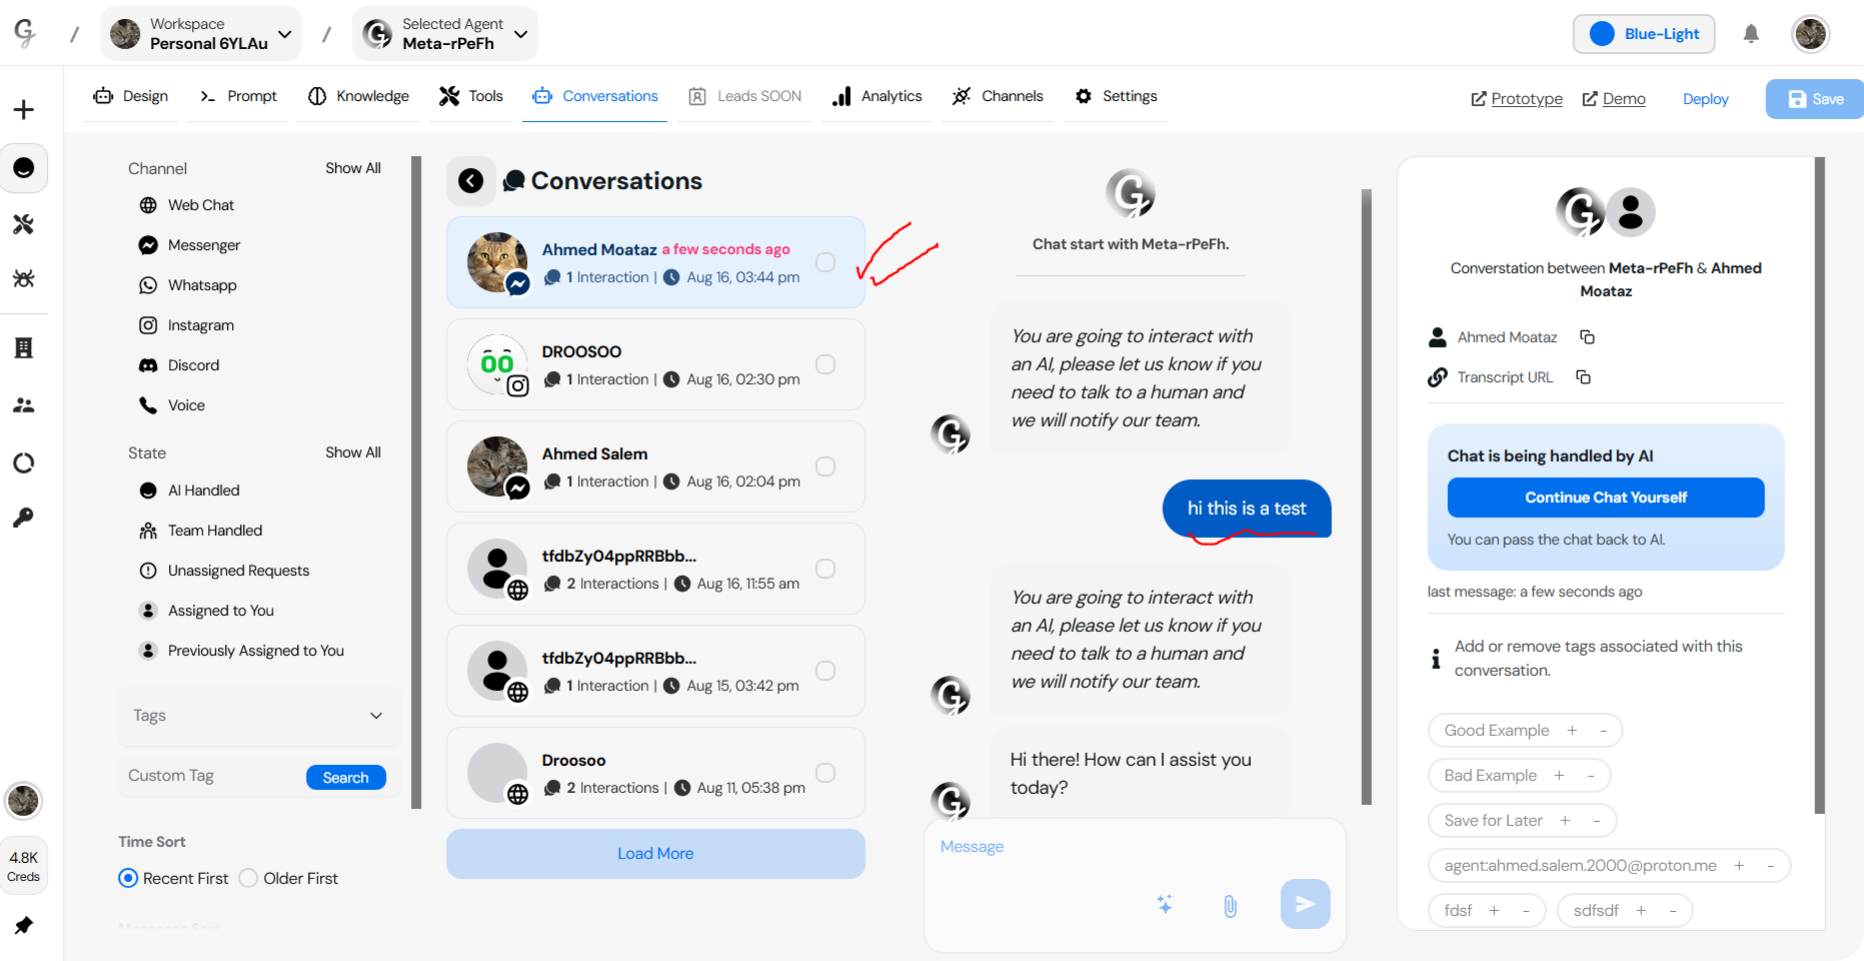 Workspace
Personal 6YLAu
Selected Agent
Meta-rPeFh
Blue-Light
Design
Prompt
Knowledge
Tools
Conversations
Leads SOON
Analytics
Channels
Settings
Prototype
Demo
Deploy
Save
Channel
Show All
Web Chat
Messenger
Whatsapp
Instagram
Discord
Voice
State
Show All
AI Handled
Team Handled
Unassigned Requests
Assigned to You
Previously Assigned to You
Tags
Custom Tag
Search
Time Sort
Recent First
Older First
4.8K
Creds
Conversations
Ahmed Moataz a few seconds ago
1 Interaction | Aug 16, 03:44 pm
DROOSOO
1 Interaction | Aug 16, 02:30 pm
Ahmed Salem
1 Interaction | Aug 16, 02:04 pm
tfdbZy04ppRRBbb...
2 Interactions | Aug 16, 11:55 am
tfdbZy04ppRRBbb...
1 Interaction | Aug 15, 03:42 pm
Droosoo
2 Interactions | Aug 11, 05:38 pm
Load More
Chat start with Meta-rPeFh.
You are going to interact with
an AI, please let us know if you
need to talk to a human and
we will notify our team.
hi this is a test
You are going to interact with
an AI, please let us know if you
need to talk to a human and
we will notify our team.
Hi there! How can I assist you
today?
Message
Converstation between Meta-rPeFh & Ahmed
Moataz
Ahmed Moataz
Transcript URL
Chat is being handled by AI
Continue Chat Yourself
You can pass the chat back to AI.
last message: a few seconds ago
Add or remove tags associated with this
conversation.
Good Example + -
Bad Example + -
Save for Later + -
agent:ahmed.salem.2000@proton.me + -
fdsf + -
sdfsdf + -